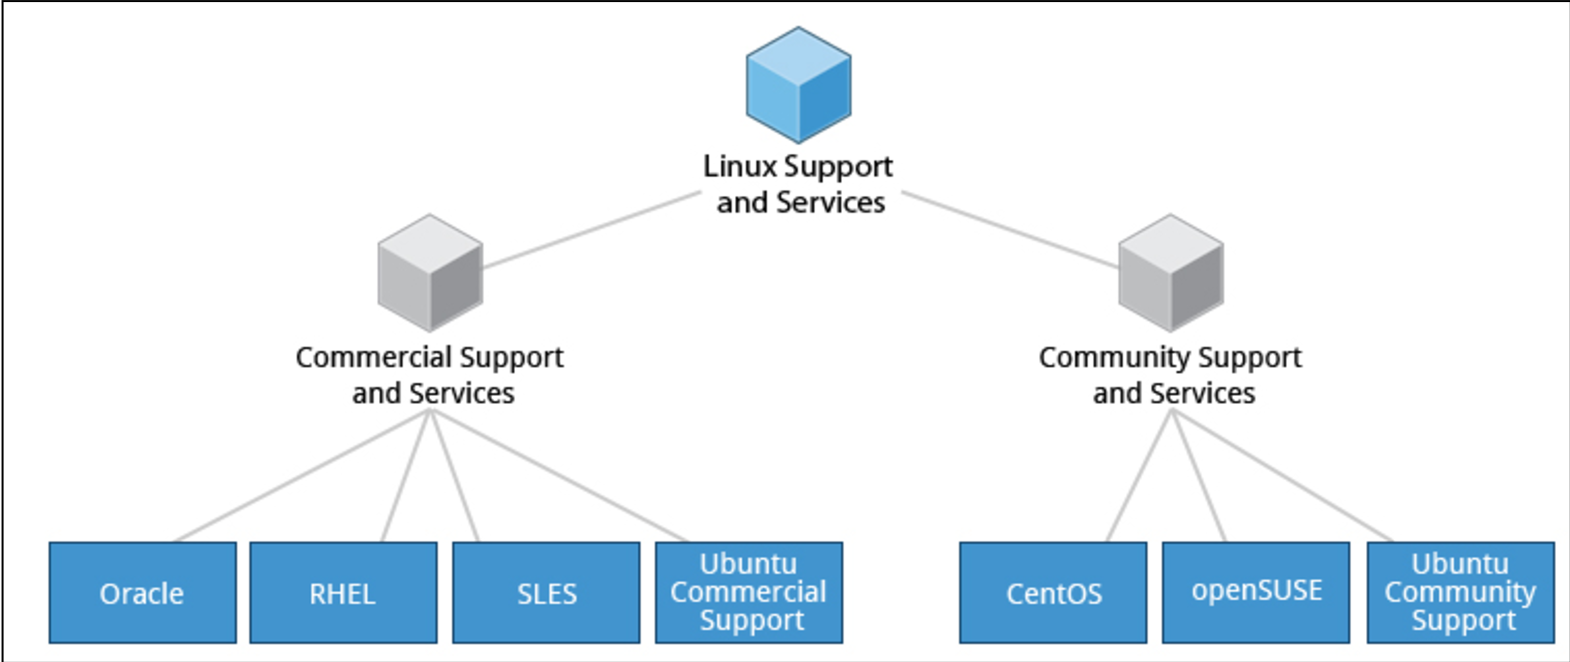 Linux Support
and Services
Commercial Support
and Services
Community Support
and Services
Oracle
RHEL
SLES
Ubuntu
Commercial
Support
CentOS
openSUSE
Ubuntu
Community
Support